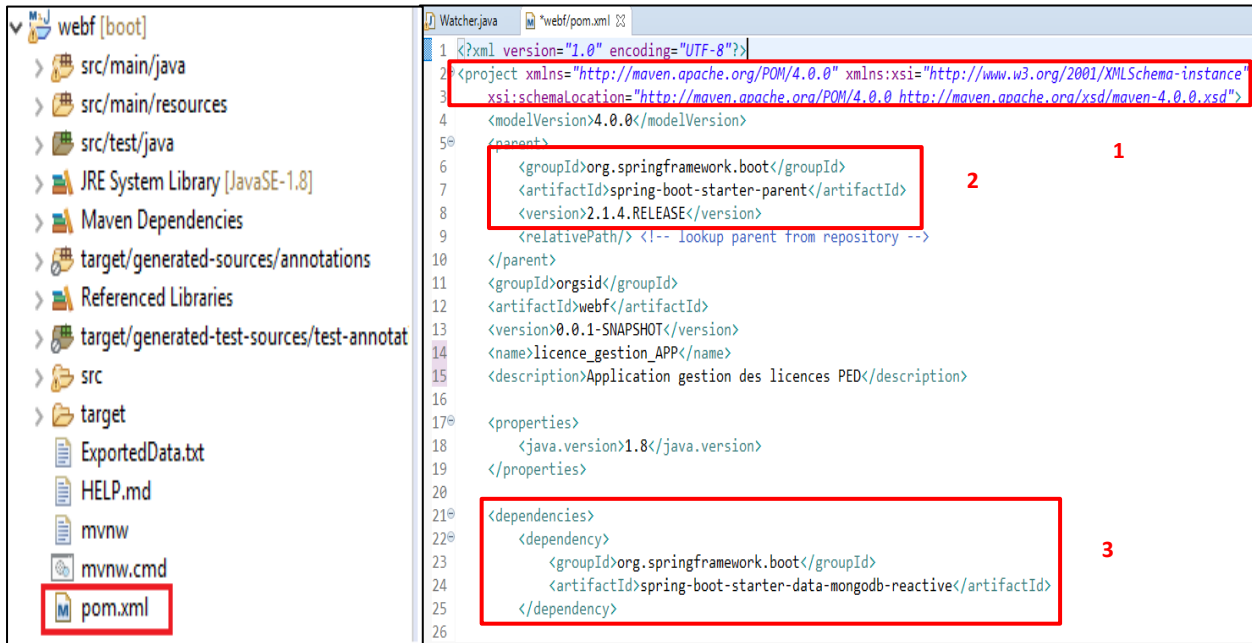 webf [boot]
src/main/java
src/main/resources
src/test/java
JRE System Library [JavaSE-1.8]
Maven Dependencies
target/generated-sources/annotations
Referenced Libraries
target/generated-test-sources/test-annotat
src
target
ExportedData.txt
HELP.md
mvnw
mvnw.cmd
pom.xml
Watcher.java *webf/pom.xml
1 <?xml version="1.0" encoding="UTF-8"?>
2 <project xmlns="http://maven.apache.org/POM/4.0.0" xmlns:xsi="http://www.w3.org/2001/XMLSchema-instance"
3 xsi:schemaLocation="http://maven.apache.org/POM/4.0.0 http://maven.apache.org/xsd/maven-4.0.0.xsd">
4 <modelVersion>4.0.0</modelVersion>
5 <parent>
1
6 <groupId>org.springframework.boot</groupId>
7 <artifactId>spring-boot-starter-parent</artifactId>
2
8 <version>2.1.4.RELEASE</version>
9 <relativePath/> <!-- lookup parent from repository -->
10 </parent>
11 <groupId>orgsid</groupId>
12 <artifactId>webf</artifactId>
13 <version>0.0.1-SNAPSHOT</version>
14 <name>licence_gestion_APP</name>
15 <description>Application gestion des licences PED</description>
16
17 <properties>
18 <java.version>1.8</java.version>
19 </properties>
20
21 <dependencies>
22 <dependency>
23 <groupId>org.springframework.boot</groupId>
3
24 <artifactId>spring-boot-starter-data-mongodb-reactive</artifactId>
25 </dependency>
26